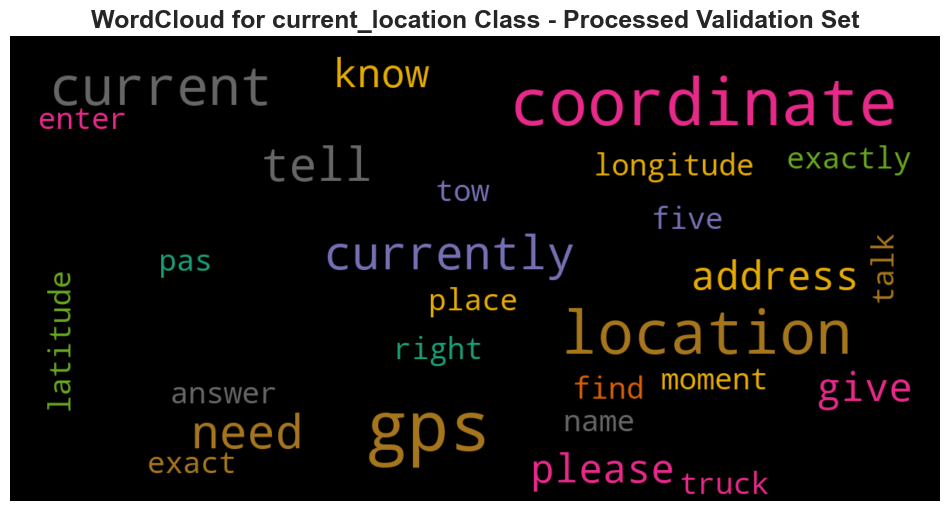 WordCloud for current_location Class - Processed Validation Set
current
know
coordinate
enter
tell
longitude
exactly
tow
five
currently
pas
talk
address
place
latitude
location
right
find
moment
give
answer
name
need
gps
exact
please
truck